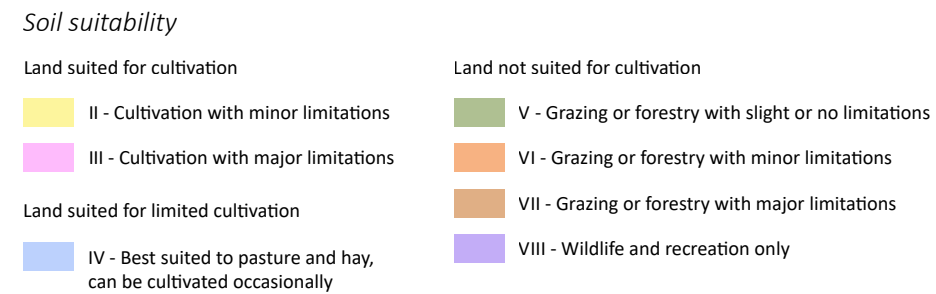 Soil suitability
Land suited for cultivation
II - Cultivation with minor limitations
III - Cultivation with major limitations
Land suited for limited cultivation
IV - Best suited to pasture and hay,
can be cultivated occasionally
Land not suited for cultivation
V - Grazing or forestry with slight or no limitations
VI - Grazing or forestry with minor limitations
VII - Grazing or forestry with major limitations
VIII - Wildlife and recreation only